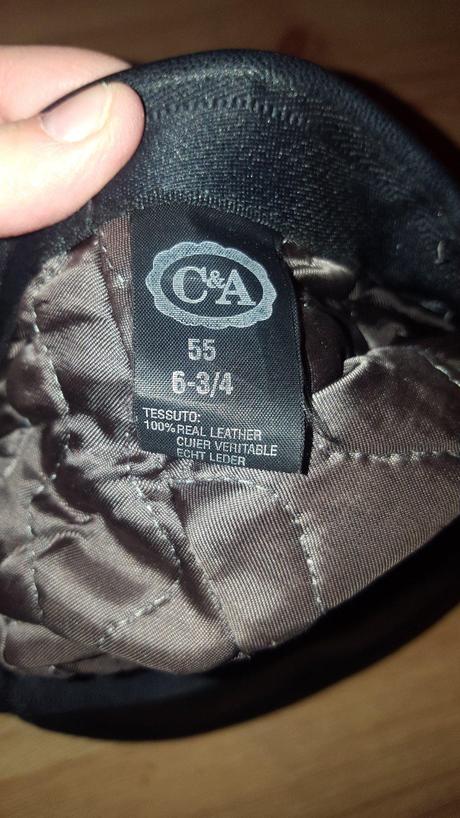 C&A
55
6-3/4
TESSUTO:
100% REAL LEATHER
CUIER VERITABLE
ECHT LEDER